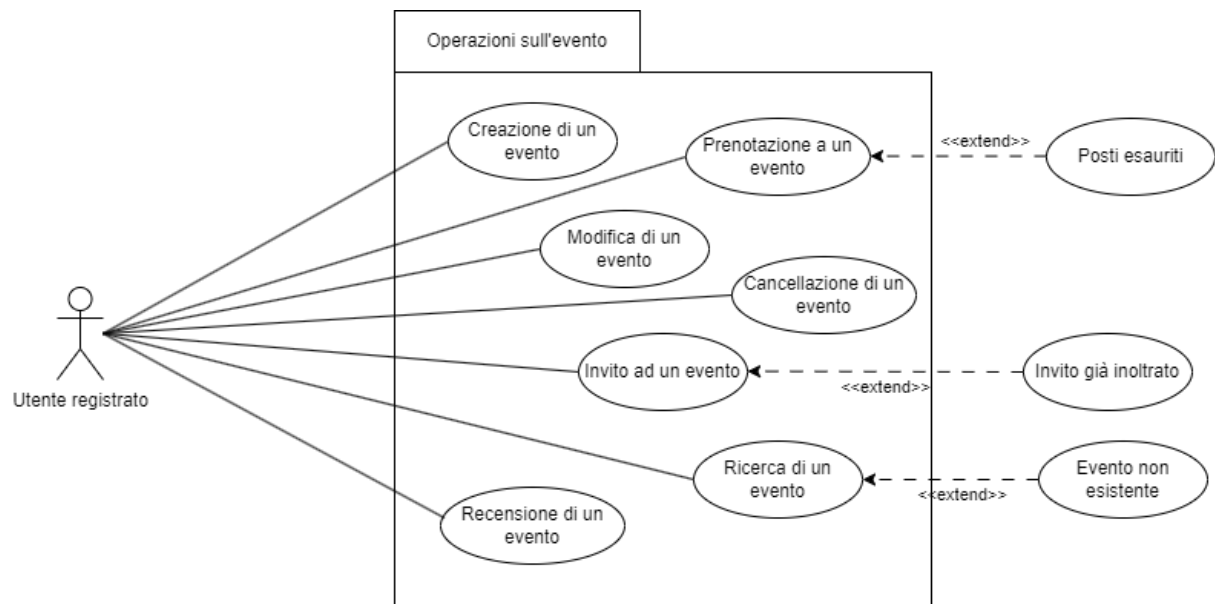 Operazioni sull'evento
Creazione di un
evento
Prenotazione a un
evento
<<extend>>
Posti esauriti
Modifica di un
evento
Cancellazione di un
evento
Utente registrato
Invito ad un evento
<<extend>>
Invito già inoltrato
Ricerca di un
evento
<<extend>>
Evento non
esistente
Recensione di un
evento